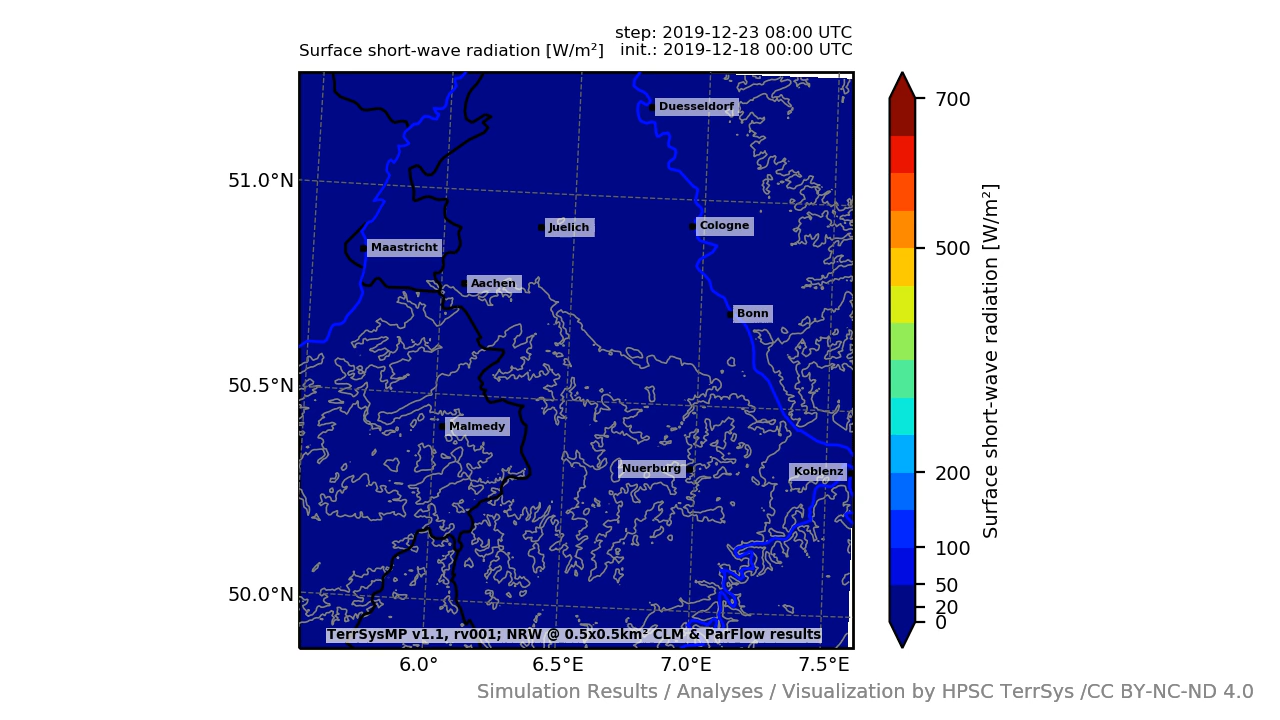 step: 2019-12-23 08:00 UTC
Surface short-wave radiation [W/m²] init.: 2019-12-18 00:00 UTC
Duesseldorf
51.0°N
Juelich
Cologne
Maastricht
Aachen
Bonn
50.5°N
Malmedy
Nuerburg
Koblenz
50.0°N
TerrSysMP v1.1, rv001; NRW @ 0.5x0.5km² CLM & ParFlow results
6.0° 6.5°E 7.0°E 7.5°E
700
500
200
100
50
20
0
Surface short-wave radiation [W/m²]
Simulation Results / Analyses / Visualization by HPSC TerrSys /CC BY-NC-ND 4.0